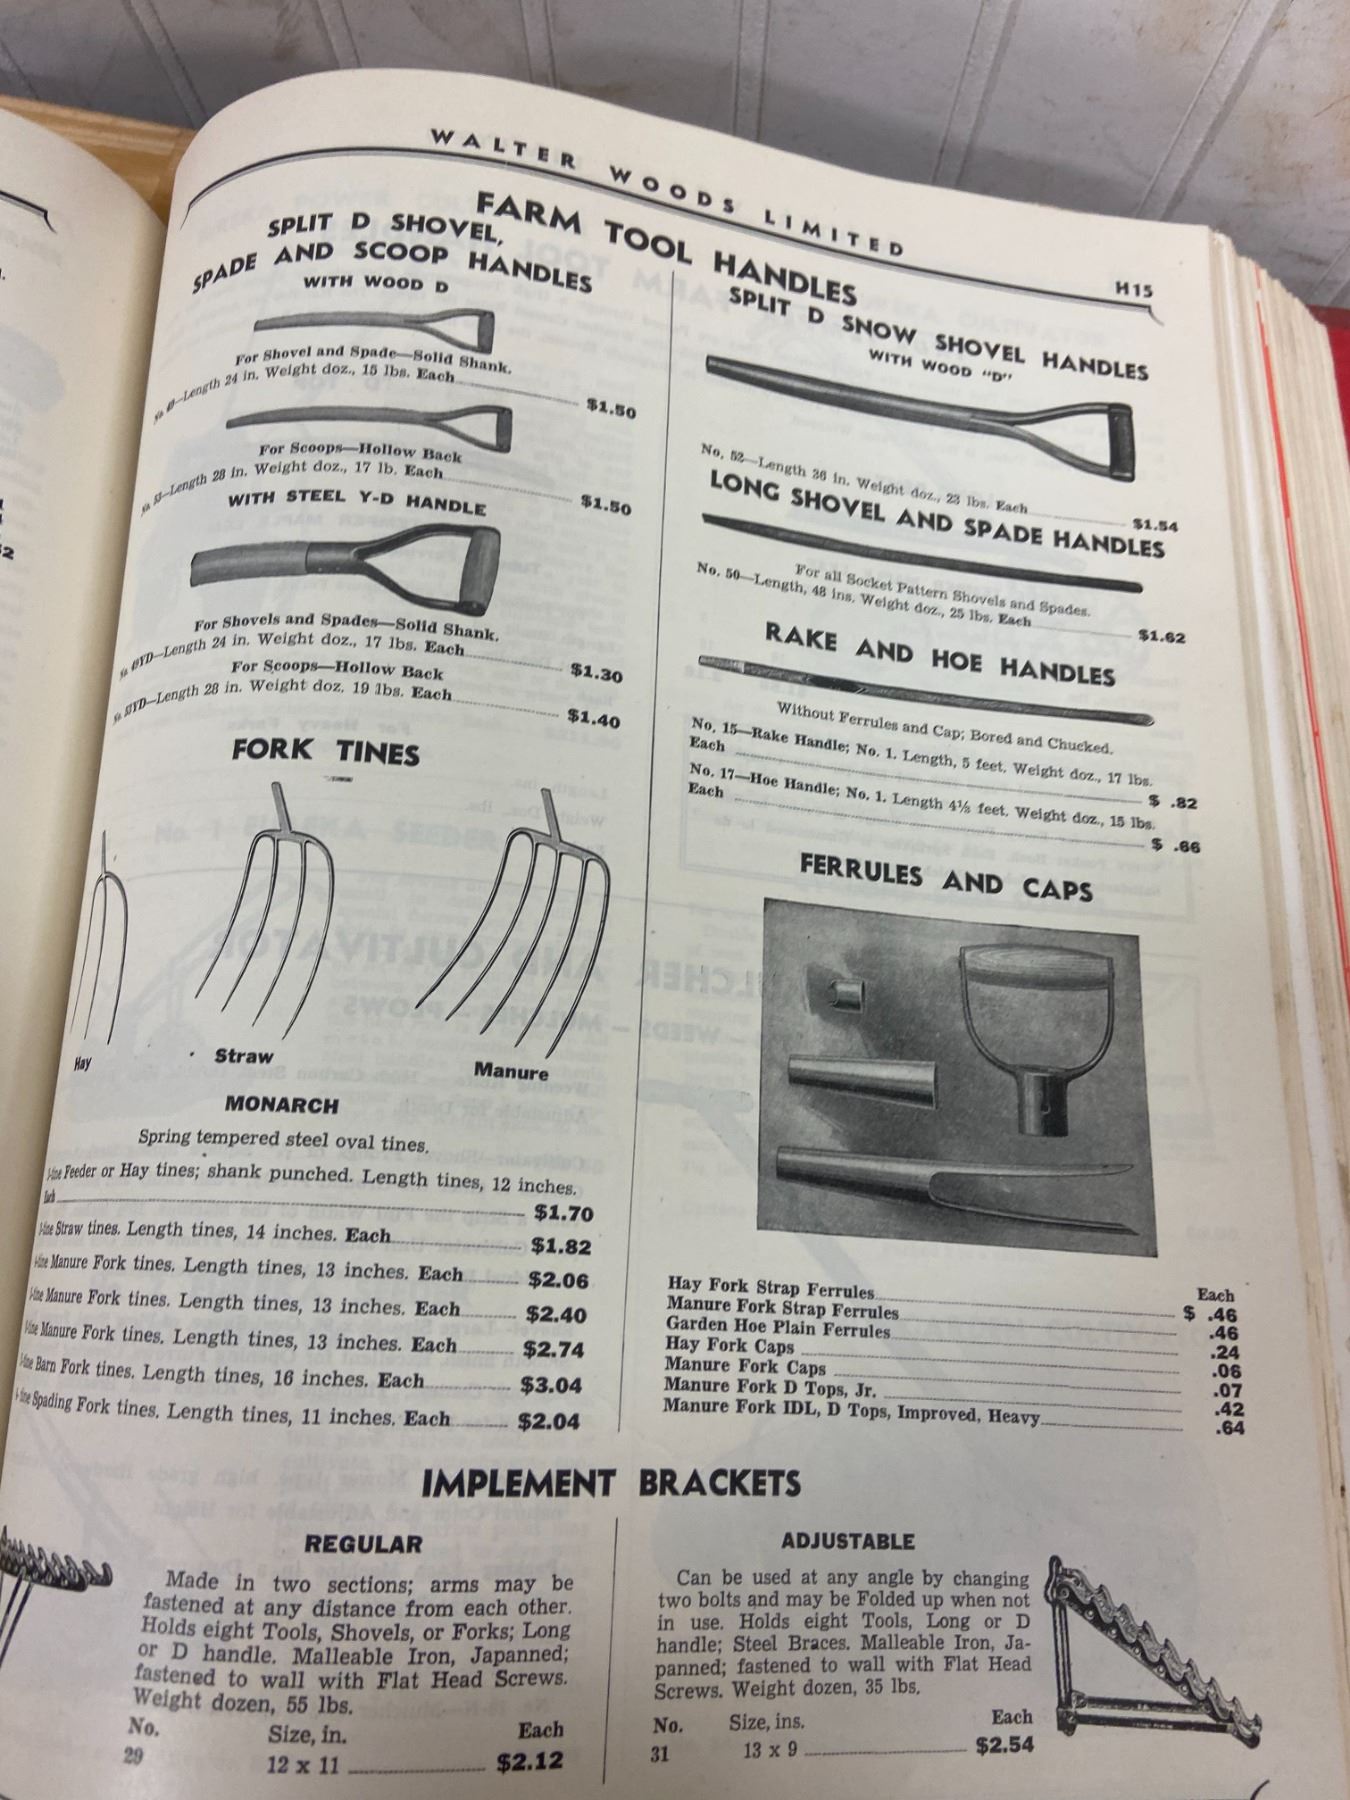 WALTER WOODS LIMITED
H15
FARM TOOL HANDLES
SPLIT D SHOVEL,
SPADE AND SCOOP HANDLES
WITH WOOD D
For Shovel and Spade—Solid Shank.
Length 24 in. Weight doz., 15 lbs. Each $1.50
For Scoops—Hollow Back
Length 28 in. Weight doz., 17 lb. Each $1.50
WITH STEEL Y-D HANDLE
For Shovels and Spades—Solid Shank.
No. 49YD—Length 24 in. Weight doz., 17 lbs. Each $1.30
For Scoops—Hollow Back
No. 53YD—Length 28 in. Weight doz. 19 lbs. Each $1.40
FORK TINES
Hay
Straw
Manure
MONARCH
Spring tempered steel oval tines.
Feeder or Hay tines; shank punched. Length tines, 12 inches.
Each $1.70
Straw tines. Length tines, 14 inches. Each $1.82
Manure Fork tines. Length tines, 13 inches. Each $2.06
Manure Fork tines. Length tines, 13 inches. Each $2.40
Manure Fork tines. Length tines, 13 inches. Each $2.74
Barn Fork tines. Length tines, 16 inches. Each $3.04
Spading Fork tines. Length tines, 11 inches. Each $2.04
SPLIT D SNOW SHOVEL HANDLES
WITH WOOD "D"
No. 52—Length 36 in. Weight doz., 23 lbs. Each $1.54
LONG SHOVEL AND SPADE HANDLES
For all Socket Pattern Shovels and Spades.
No. 50—Length, 48 ins. Weight doz., 25 lbs. Each $1.62
RAKE AND HOE HANDLES
Without Ferrules and Cap; Bored and Chucked.
No. 15—Rake Handle; No. 1. Length, 5 feet. Weight doz., 17 lbs.
Each $ .82
No. 17—Hoe Handle; No. 1. Length 4½ feet. Weight doz., 15 lbs.
Each $ .66
FERRULES AND CAPS
Each
Hay Fork Strap Ferrules $ .46
Manure Fork Strap Ferrules .46
Garden Hoe Plain Ferrules .24
Hay Fork Caps .06
Manure Fork Caps .07
Manure Fork D Tops, Jr. .42
Manure Fork IDL, D Tops, Improved, Heavy .64
IMPLEMENT BRACKETS
REGULAR
Made in two sections; arms may be
fastened at any distance from each other.
Holds eight Tools, Shovels, or Forks; Long
or D handle. Malleable Iron, Japanned;
fastened to wall with Flat Head Screws.
Weight dozen, 55 lbs.
No. Size, in. Each
29 12 x 11 $2.12
ADJUSTABLE
Can be used at any angle by changing
two bolts and may be Folded up when not
in use. Holds eight Tools, Long or D
handle; Steel Braces. Malleable Iron, Ja-
panned; fastened to wall with Flat Head
Screws. Weight dozen, 35 lbs.
No. Size, ins. Each
31 13 x 9 $2.54